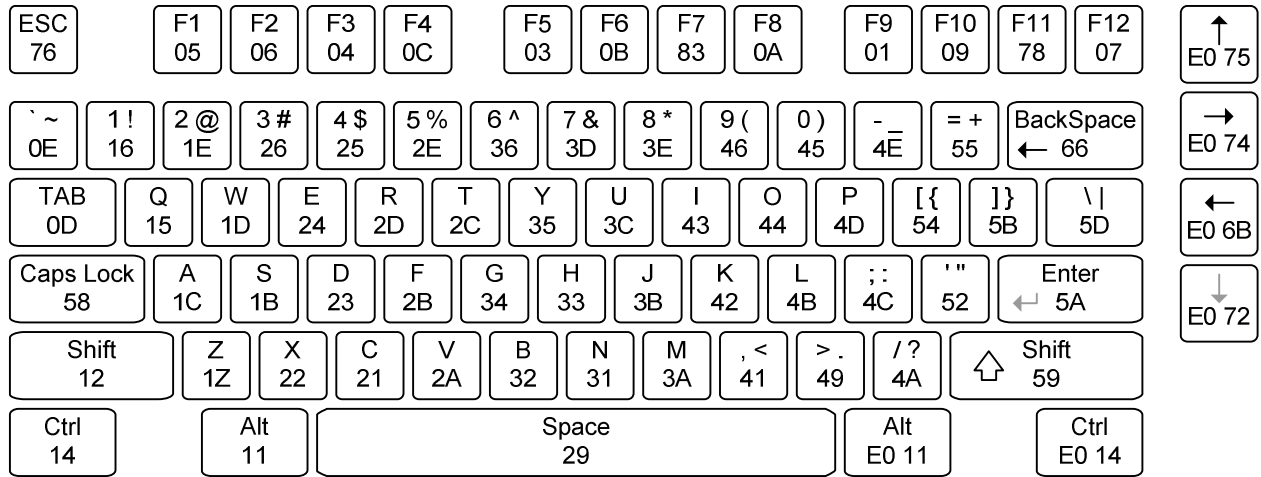 ESC F1 F2 F3 F4 F5 F6 F7 F8 F9 F10 F11 F12 ↑
76 05 06 04 0C 03 0B 83 0A 01 09 78 07 E0 75
` ~ 1 ! 2 @ 3 # 4 $ 5 % 6 ^ 7 & 8 * 9 ( 0 ) - _ = + BackSpace →
0E 16 1E 26 25 2E 36 3D 3E 46 45 4E 55 ← 66 E0 74
TAB Q W E R T Y U I O P [ { ] } \ | ←
0D 15 1D 24 2D 2C 35 3C 43 44 4D 54 5B 5D E0 6B
Caps Lock A S D F G H J K L ; : ' " Enter ↓
58 1C 1B 23 2B 34 33 3B 42 4B 4C 52 ↵ 5A E0 72
Shift Z X C V B N M , < > . / ? ⇧ Shift
12 1Z 22 21 2A 32 31 3A 41 49 4A 59
Ctrl Alt Space Alt Ctrl
14 11 29 E0 11 E0 14